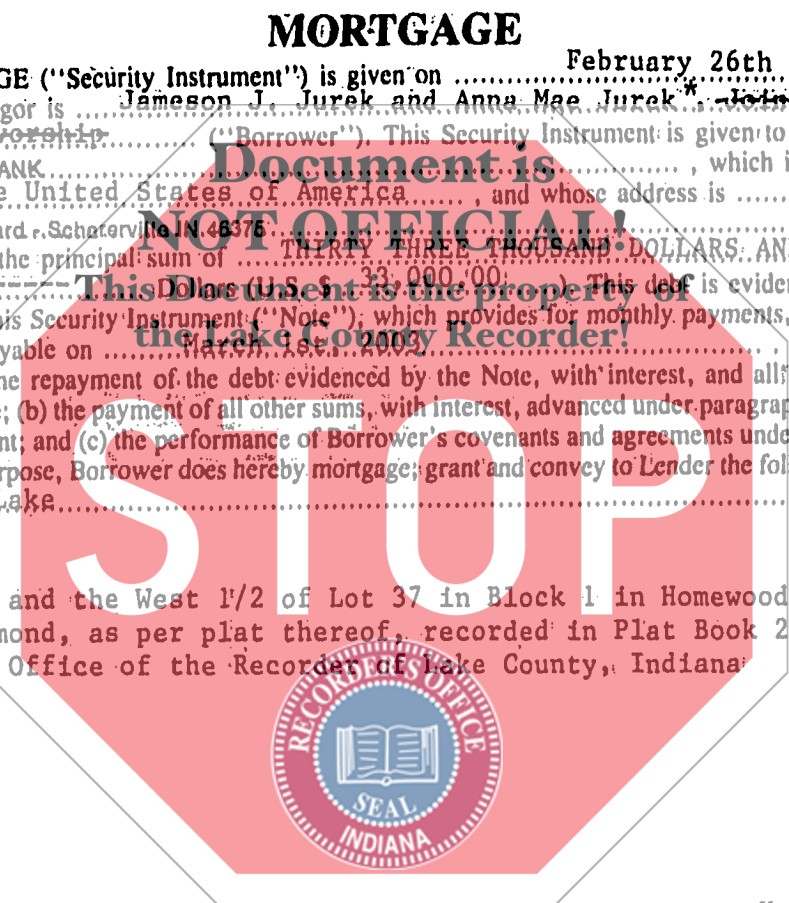 MORTGAGE
GE ("Security Instrument") is given on ........ February 26th
gor is ..... Jameson J. Jurek and Anna Mae Jurek*,
vorship ........... ("Borrower"). This Security Instrument is given to
ANK ........................ , which i
Document is
e United States of America ....... , and whose address is ......
NOT OFFICIAL!
ard, Schererville IN 46375
the principal sum of ..... THIRTY THREE THOUSAND DOLLARS AN
Dollars (U.S. $ .. 33,000.00 ......). This debt is eviden
This Document is the property of
is Security Instrument ("Note"), which provides for monthly payments,
the Lake County Recorder!
yable on ........ March 1st, 2003 ........
he repayment of the debt evidenced by the Note, with interest, and all
; (b) the payment of all other sums, with interest, advanced under paragrap
nt; and (c) the performance of Borrower's covenants and agreements unde
rpose, Borrower does hereby mortgage, grant and convey to Lender the fol
Lake ........................
STOP
and the West 1/2 of Lot 37 in Block 1 in Homewood
mond, as per plat thereof, recorded in Plat Book 2
Office of the Recorder of Lake County, Indiana
RECORDER'S OFFICE
SEAL
INDIANA